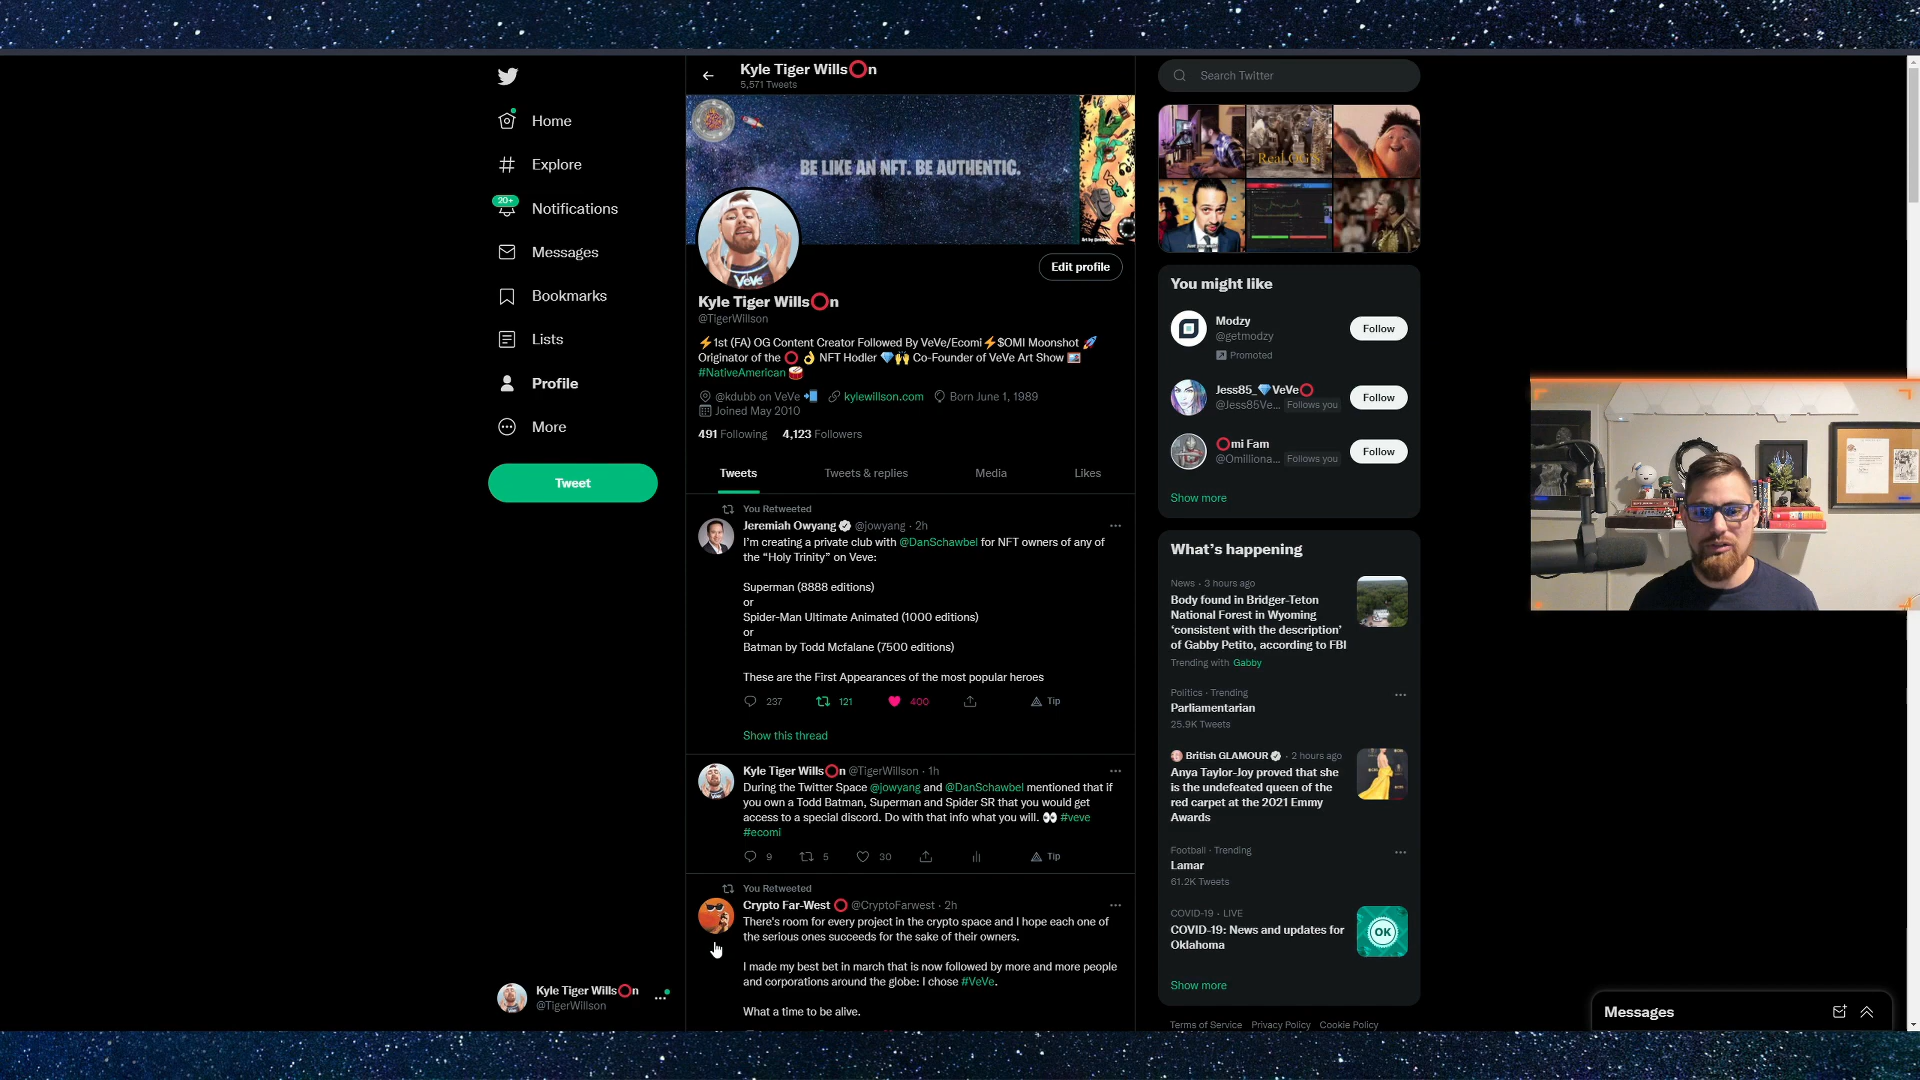 Kyle Tiger Wills⭕n
5,571 Tweets
Search Twitter
Home
Explore
20+
Notifications
Messages
Bookmarks
Lists
Profile
More
Tweet
BE LIKE AN NFT. BE AUTHENTIC.
VeVe
Edit profile
Kyle Tiger Wills⭕n
@TigerWillson
⚡1st (FA) OG Content Creator Followed By VeVe/Ecomi⚡$OMI Moonshot 🚀
Originator of the ⭕ 👌 NFT Hodler 💎🙌 Co-Founder of VeVe Art Show 🖼
#NativeAmerican 🪘
@kdubb on VeVe 📲 kylewillson.com Born June 1, 1989
Joined May 2010
491 Following 4,123 Followers
Tweets Tweets & replies Media Likes
You Retweeted
Jeremiah Owyang @jowyang · 2h
I'm creating a private club with @DanSchawbel for NFT owners of any of
the “Holy Trinity” on Veve:
Superman (8888 editions)
or
Spider-Man Ultimate Animated (1000 editions)
or
Batman by Todd Mcfalane (7500 editions)
These are the First Appearances of the most popular heroes
237 121 400 Tip
Show this thread
Kyle Tiger Wills⭕n @TigerWillson · 1h
During the Twitter Space @jowyang and @DanSchawbel mentioned that if
you own a Todd Batman, Superman and Spider SR that you would get
access to a special discord. Do with that info what you will. 👀 #veve
#ecomi
9 5 30 Tip
You Retweeted
Crypto Far-West ⭕ @CryptoFarwest · 2h
There's room for every project in the crypto space and I hope each one of
the serious ones succeeds for the sake of their owners.
I made my best bet in march that is now followed by more and more people
and corporations around the globe: I chose #VeVe.
What a time to be alive.
Kyle Tiger Wills⭕n
@TigerWillson
Real OG'S
You might like
Modzy
@getmodzy
Promoted
Follow
Jess85_💎VeVe⭕
@Jess85Ve... Follows you
Follow
⭕mi Fam
@Omilliona... Follows you
Follow
Show more
What's happening
News · 3 hours ago
Body found in Bridger-Teton
National Forest in Wyoming
‘consistent with the description’
of Gabby Petito, according to FBI
Trending with Gabby
Politics · Trending
Parliamentarian
25.9K Tweets
British GLAMOUR · 2 hours ago
Anya Taylor-Joy proved that she
is the undefeated queen of the
red carpet at the 2021 Emmy
Awards
Football · Trending
Lamar
61.2K Tweets
COVID-19 · LIVE
COVID-19: News and updates for
Oklahoma
OK
Show more
Terms of Service Privacy Policy Cookie Policy
Messages